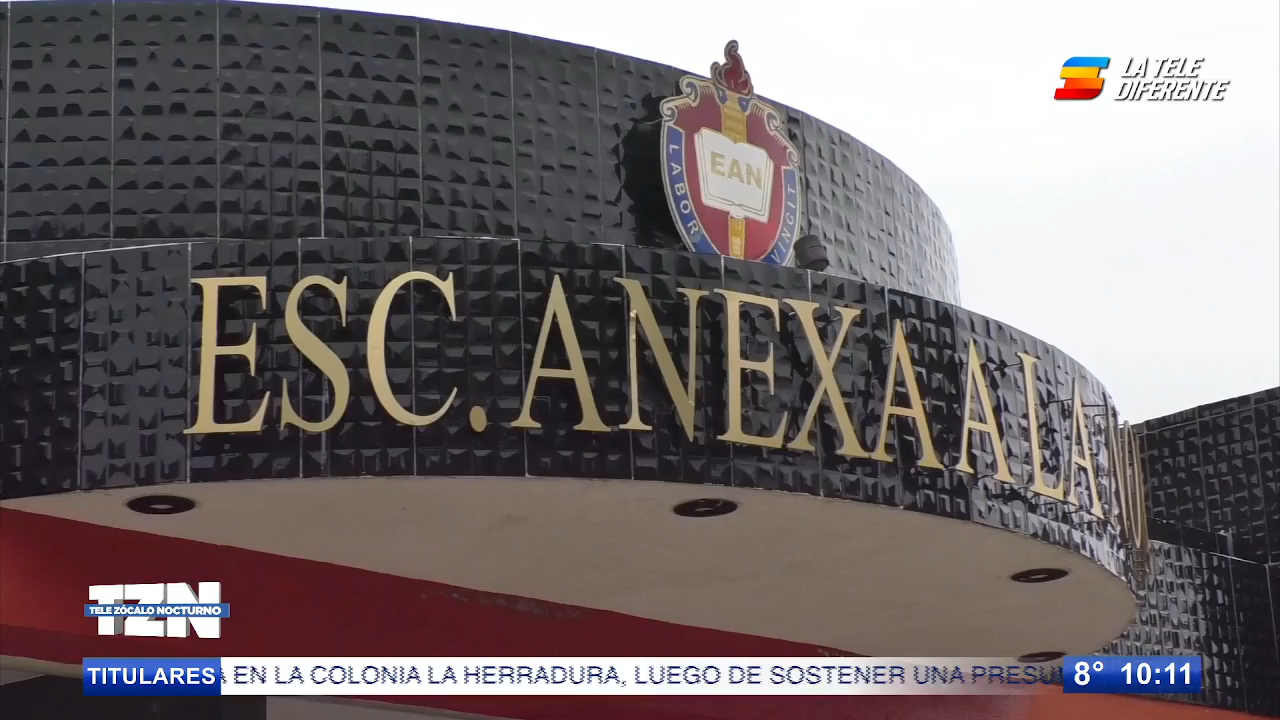 LA TELE
DIFERENTE
EAN
LABOR VINCIT
ESC. ANEXA A LA
TZN
TELE ZÓCALO NOCTURNO
TITULARES
EN LA COLONIA LA HERRADURA, LUEGO DE SOSTENER UNA
8° 10:11